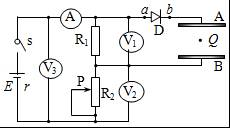 A a b A
s R₁ V₁ D • Q
V₃ B
E r P R₂ V₂